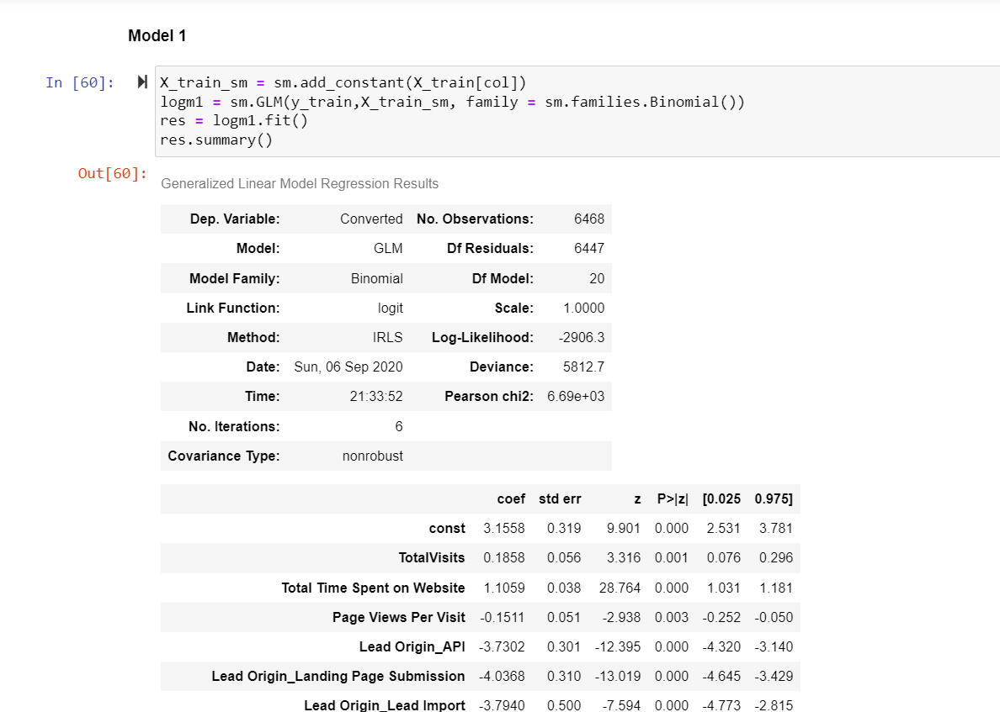 Model 1
In [60]:
X_train_sm = sm.add_constant(X_train[col])
logm1 = sm.GLM(y_train,X_train_sm, family = sm.families.Binomial())
res = logm1.fit()
res.summary()
Out[60]:
Generalized Linear Model Regression Results
Dep. Variable: Converted No. Observations: 6468
Model: GLM Df Residuals: 6447
Model Family: Binomial Df Model: 20
Link Function: logit Scale: 1.0000
Method: IRLS Log-Likelihood: -2906.3
Date: Sun, 06 Sep 2020 Deviance: 5812.7
Time: 21:33:52 Pearson chi2: 6.69e+03
No. Iterations: 6
Covariance Type: nonrobust
coef std err z P>|z| [0.025 0.975]
const 3.1558 0.319 9.901 0.000 2.531 3.781
TotalVisits 0.1858 0.056 3.316 0.001 0.076 0.296
Total Time Spent on Website 1.1059 0.038 28.764 0.000 1.031 1.181
Page Views Per Visit -0.1511 0.051 -2.938 0.003 -0.252 -0.050
Lead Origin_API -3.7302 0.301 -12.395 0.000 -4.320 -3.140
Lead Origin_Landing Page Submission -4.0368 0.310 -13.019 0.000 -4.645 -3.429
Lead Origin_Lead Import -3.7940 0.500 -7.594 0.000 -4.773 -2.815